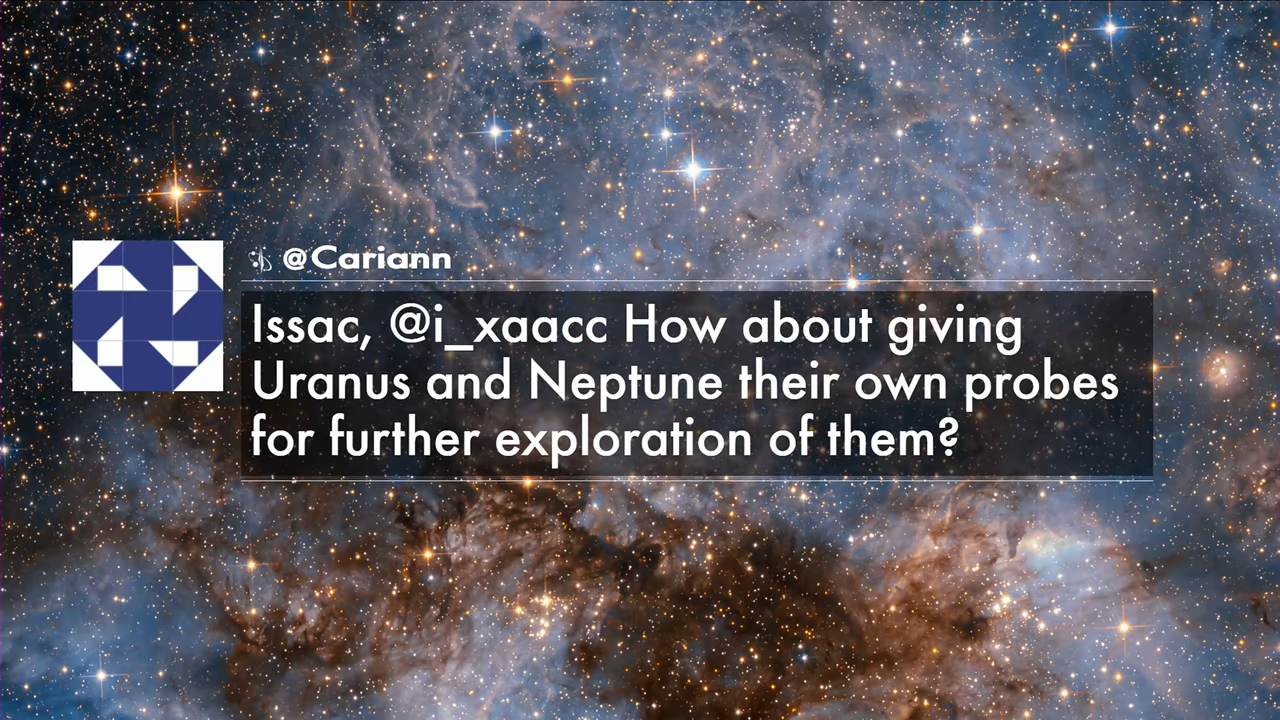 @Cariann
Issac, @i_xaacc How about giving
Uranus and Neptune their own probes
for further exploration of them?